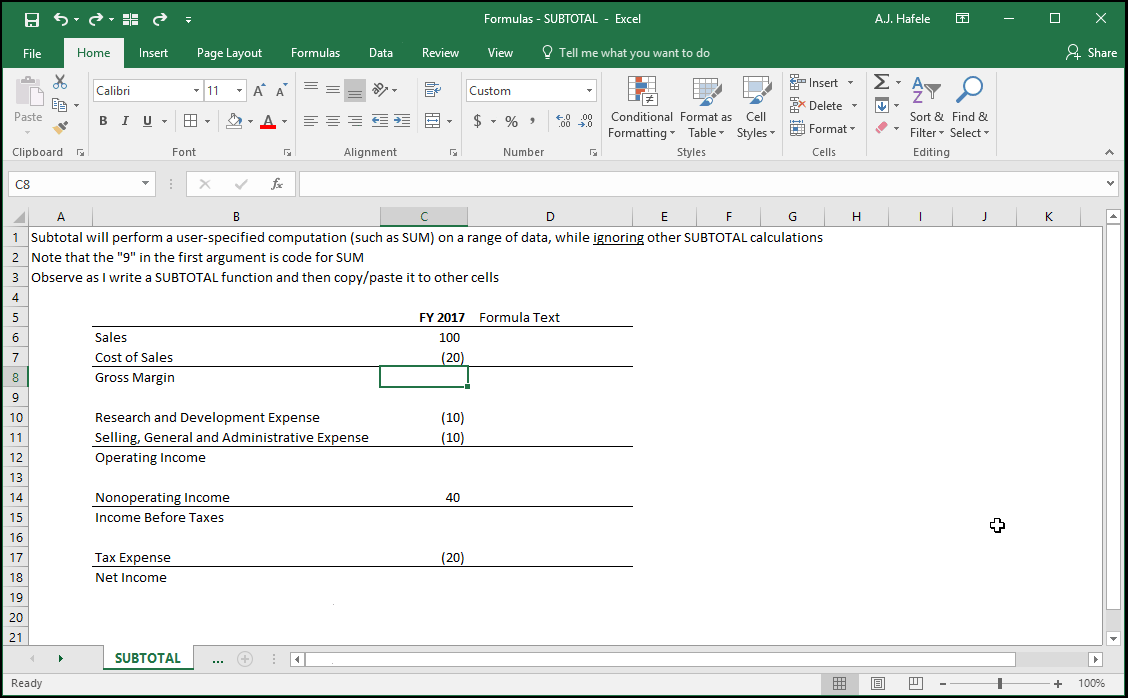 Formulas - SUBTOTAL - Excel
A.J. Hafele
File Home Insert Page Layout Formulas Data Review View Tell me what you want to do Share
Paste
Calibri 11
B I U A
Custom
$ % ,
Conditional Formatting
Format as Table
Cell Styles
Insert
Delete
Format
Sort & Filter
Find & Select
Clipboard Font Alignment Number Styles Cells Editing
C8 fx
A B C D E F G H I J K
1 Subtotal will perform a user-specified computation (such as SUM) on a range of data, while ignoring other SUBTOTAL calculations
2 Note that the "9" in the first argument is code for SUM
3 Observe as I write a SUBTOTAL function and then copy/paste it to other cells
4
5 FY 2017 Formula Text
6 Sales 100
7 Cost of Sales (20)
8 Gross Margin
9
10 Research and Development Expense (10)
11 Selling, General and Administrative Expense (10)
12 Operating Income
13
14 Nonoperating Income 40
15 Income Before Taxes
16
17 Tax Expense (20)
18 Net Income
19
20
21
SUBTOTAL ...
Ready 100%